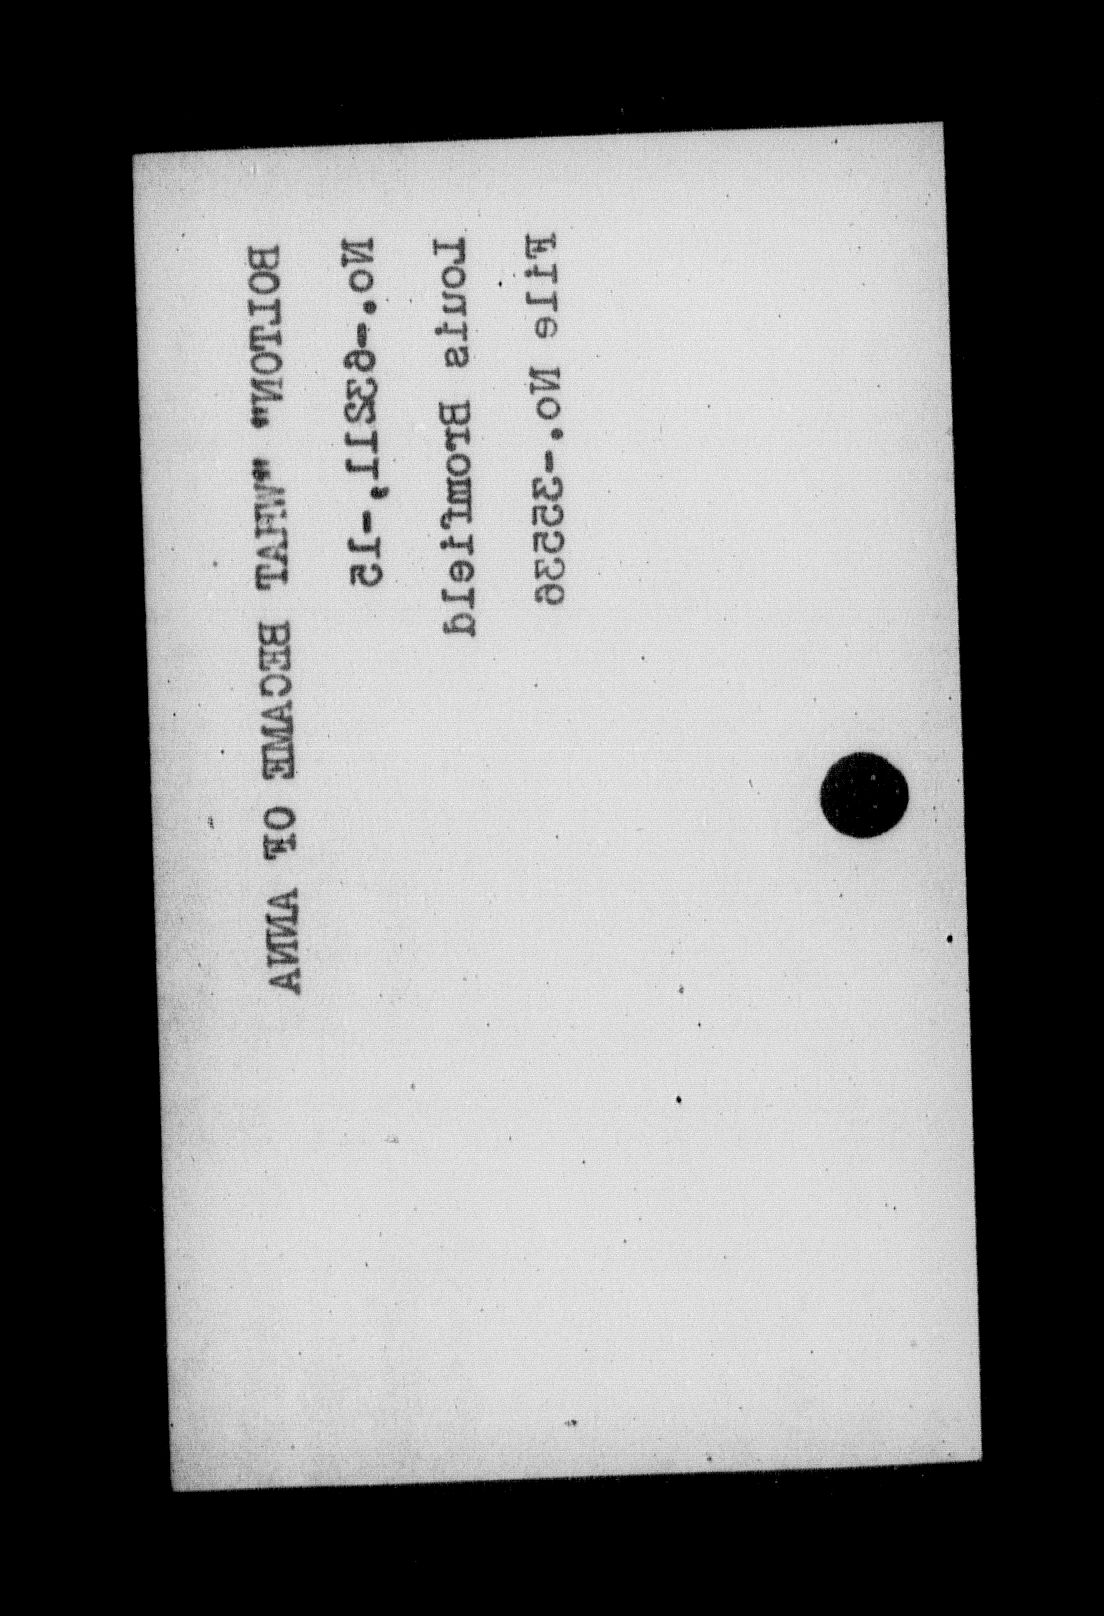 BOLTON" "WHAT BECAME OF ANNA
No.-63211,-15
Louis Bromfield
File No.-35536